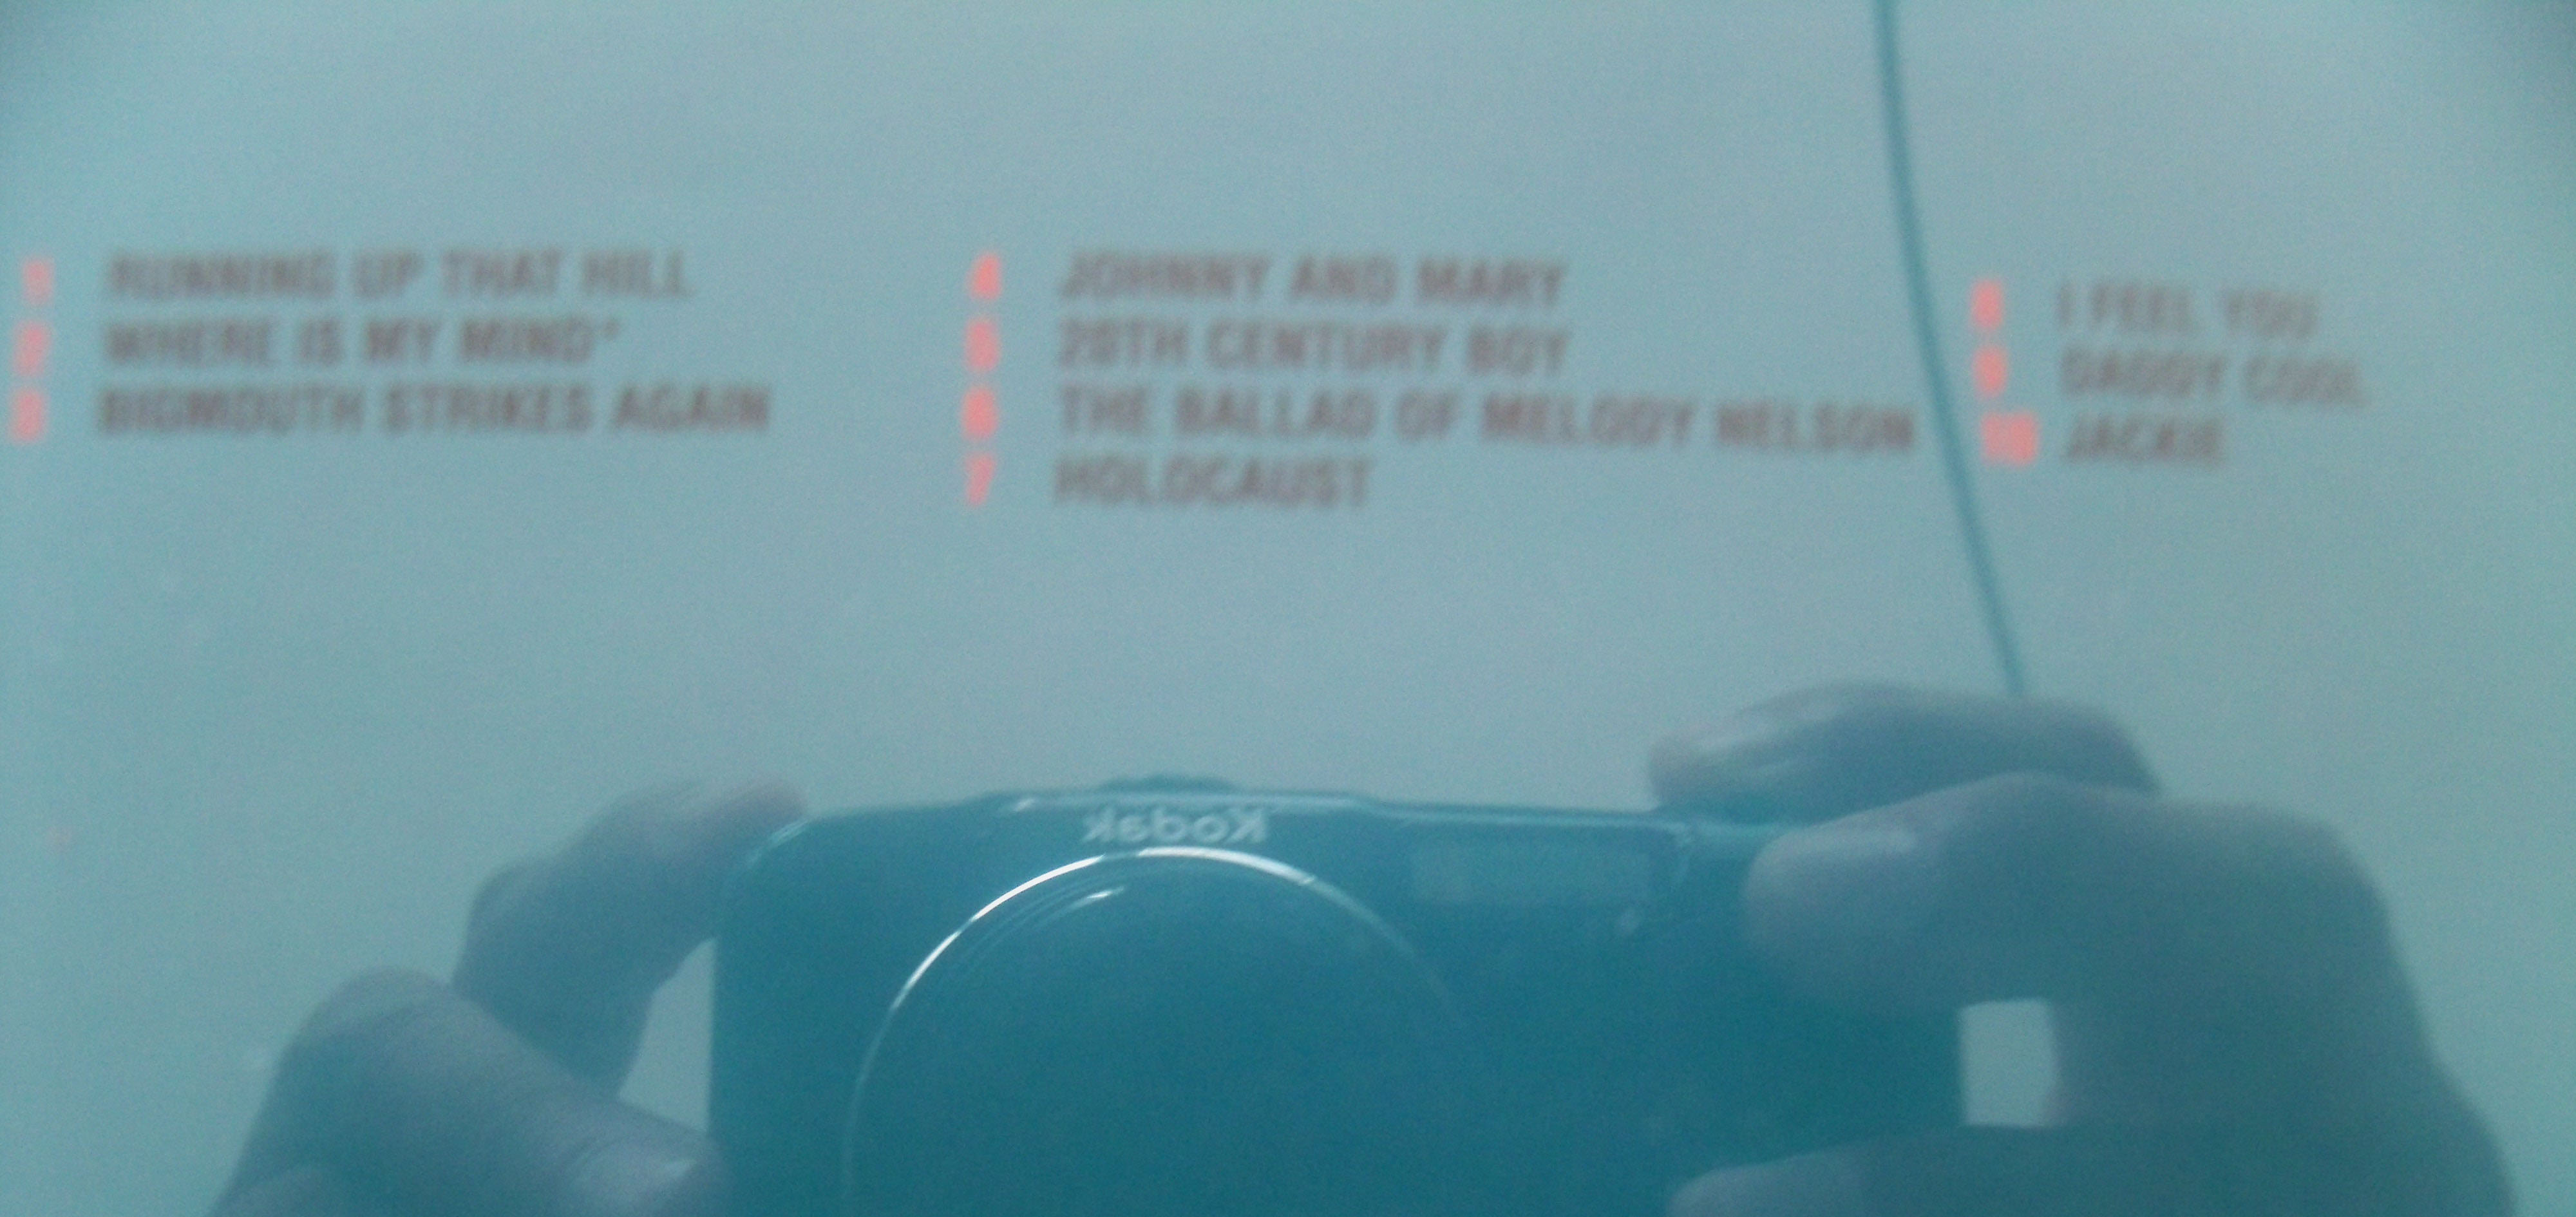 1 RUNNING UP THAT HILL
2 WHERE IS MY MIND*
3 BIGMOUTH STRIKES AGAIN
4 JOHNNY AND MARY
5 20TH CENTURY BOY
6 THE BALLAD OF MELODY NELSON
7 HOLOCAUST
8 I FEEL YOU
9 DADDY COOL
10 JACKIE
Kodak